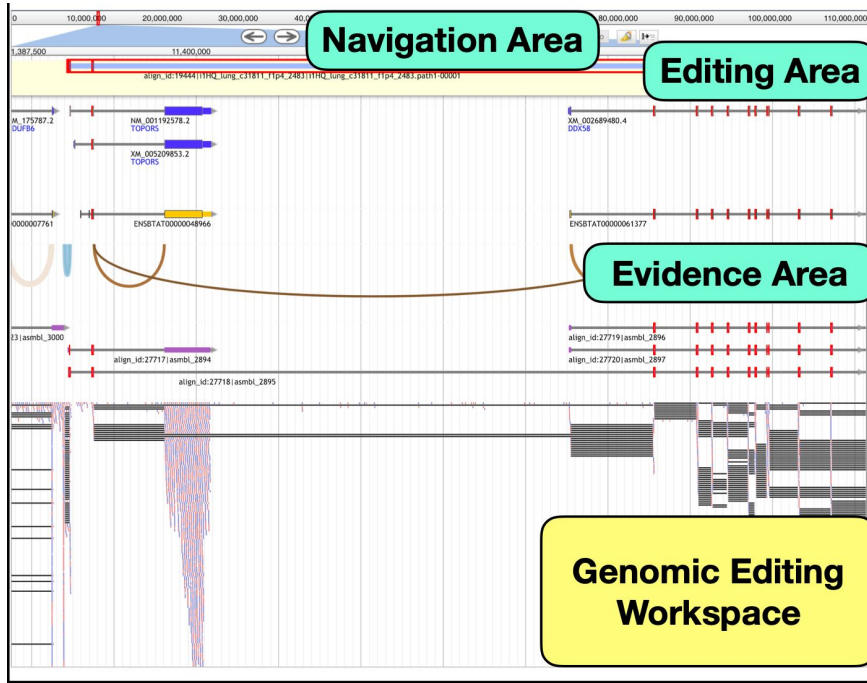 0 10,000,000 20,000,000 30,000,000 80,000,000 90,000,000 100,000,000 110,000,000
Navigation Area
1,387,500 11,400,000
Editing Area
align_id:19444|i1HQ_lung_c31811_f1p4_2483|i1HQ_lung_c31811_f1p4_2483.path1-00001
M_175787.2 NM_001192578.2 XM_002689480.4
DUFB6 TOPORS DDX58
XM_005209853.2
TOPORS
0000007761 ENSBTAT00000048966 ENSBTAT00000061377
Evidence Area
23|asmbl_3000 align_id:27719|asmbl_2896
align_id:27717|asmbl_2894 align_id:27720|asmbl_2897
align_id:27718|asmbl_2895
Genomic Editing
Workspace